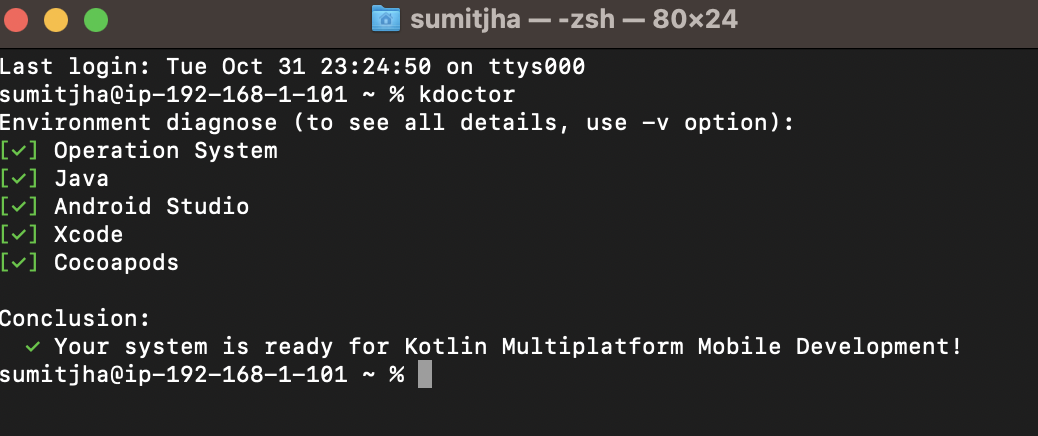 sumitjha — -zsh — 80×24
Last login: Tue Oct 31 23:24:50 on ttys000
sumitjha@ip-192-168-1-101 ~ % kdoctor
Environment diagnose (to see all details, use -v option):
[✓] Operation System
[✓] Java
[✓] Android Studio
[✓] Xcode
[✓] Cocoapods
Conclusion:
✓ Your system is ready for Kotlin Multiplatform Mobile Development!
sumitjha@ip-192-168-1-101 ~ %